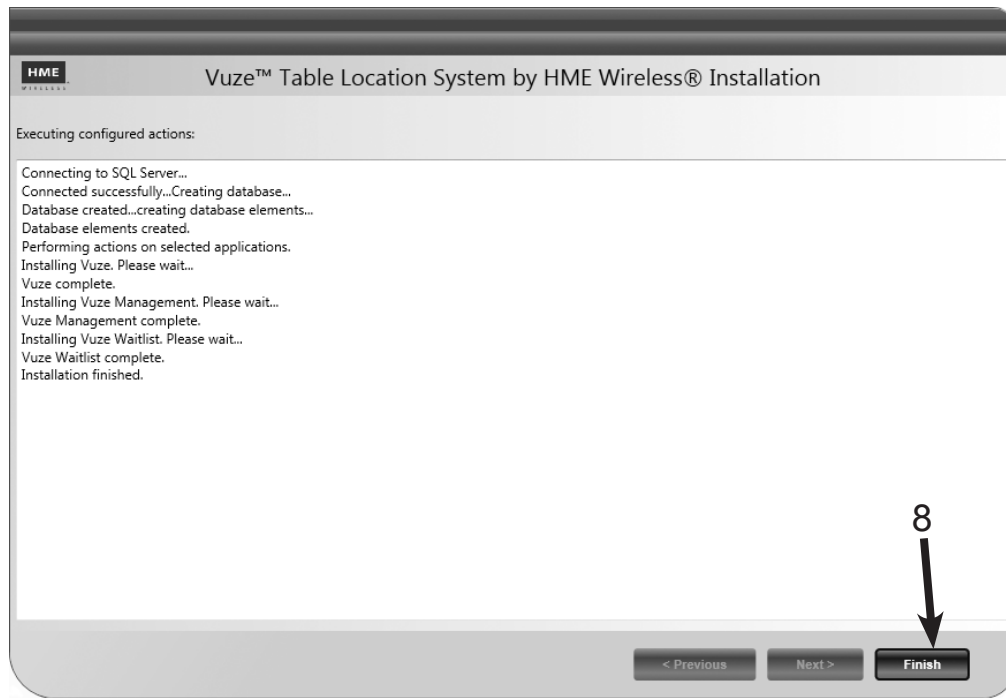 HME
WIRELESS
Vuze™ Table Location System by HME Wireless® Installation
Executing configured actions:
Connecting to SQL Server...
Connected successfully...Creating database...
Database created...creating database elements...
Database elements created.
Performing actions on selected applications.
Installing Vuze. Please wait...
Vuze complete.
Installing Vuze Management. Please wait...
Vuze Management complete.
Installing Vuze Waitlist. Please wait...
Vuze Waitlist complete.
Installation finished.
8
< Previous
Next >
Finish